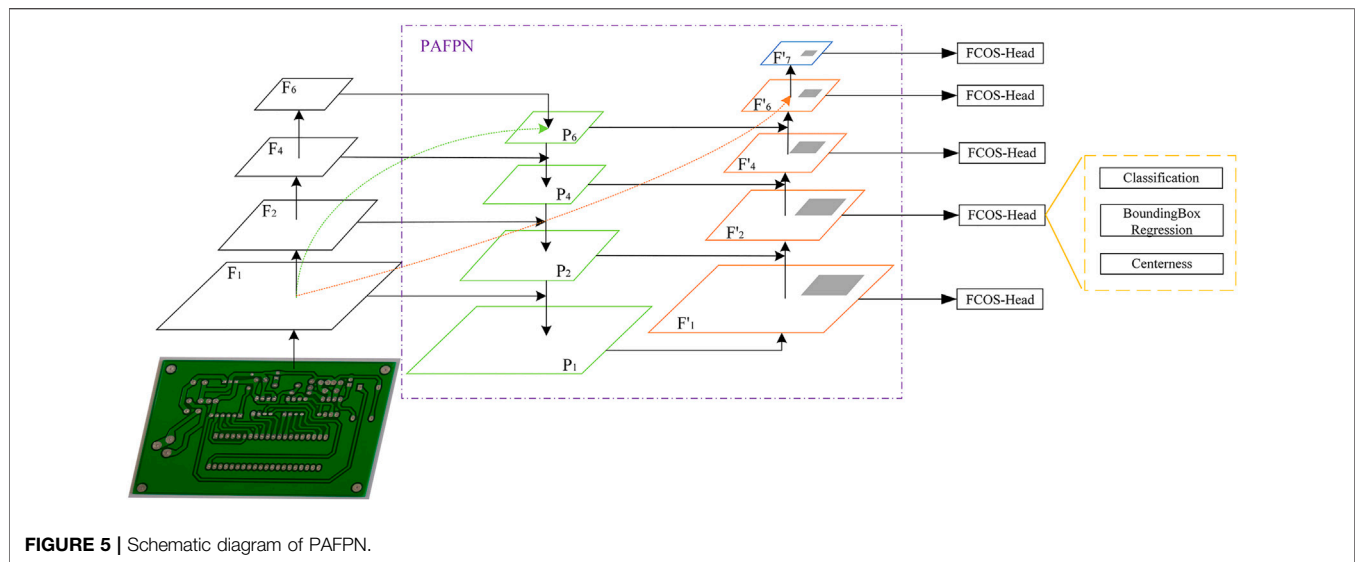 PAFPN
F'7
FCOS-Head
F6
F'6
FCOS-Head
P6
F4
F'4
FCOS-Head
P4
Classification
F2
F'2
FCOS-Head
BoundingBox
Regression
P2
F1
Centerness
F'1
FCOS-Head
P1
FIGURE 5 | Schematic diagram of PAFPN.